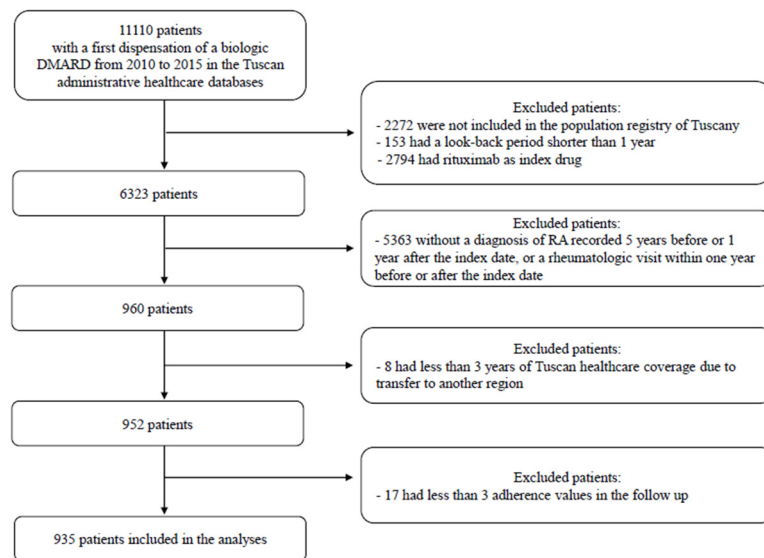 11110 patients
with a first dispensation of a biologic
DMARD from 2010 to 2015 in the Tuscan
administrative healthcare databases
Excluded patients:
- 2272 were not included in the population registry of Tuscany
- 153 had a look-back period shorter than 1 year
- 2794 had rituximab as index drug
6323 patients
Excluded patients:
- 5363 without a diagnosis of RA recorded 5 years before or 1
year after the index date, or a rheumatologic visit within one year
before or after the index date
960 patients
Excluded patients:
- 8 had less than 3 years of Tuscan healthcare coverage due to
transfer to another region
952 patients
Excluded patients:
- 17 had less than 3 adherence values in the follow up
935 patients included in the analyses